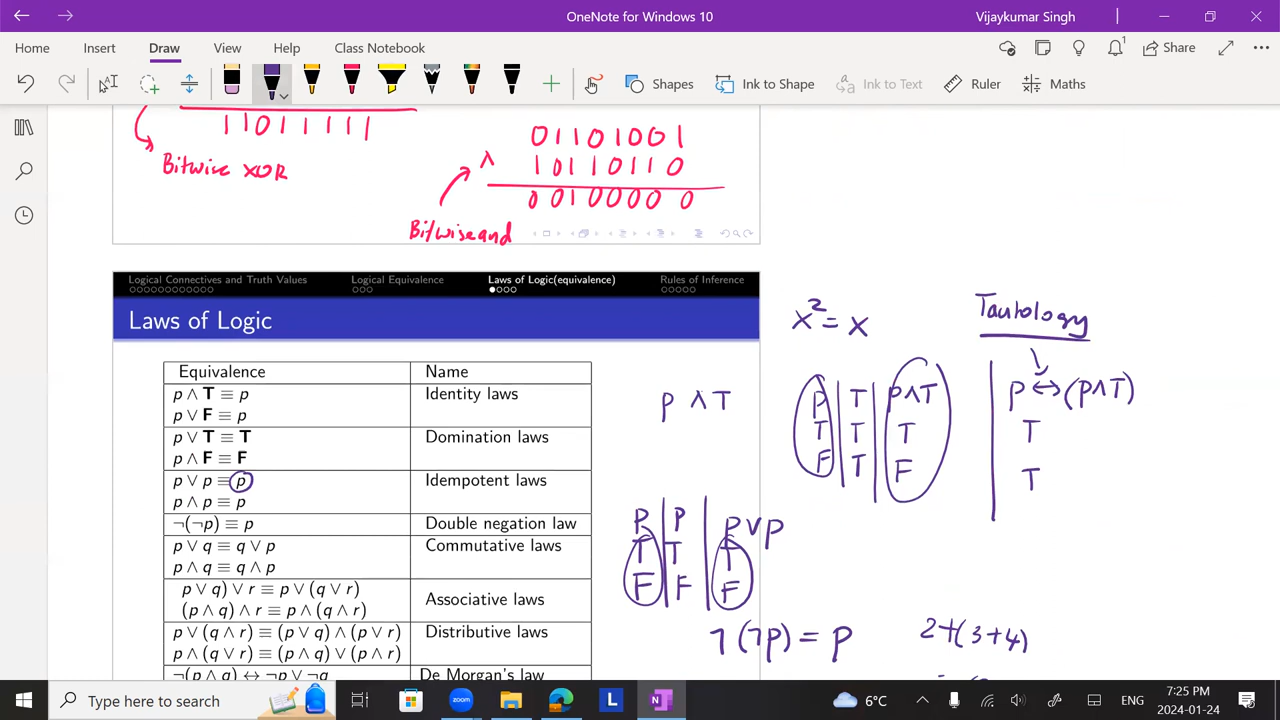 OneNote for Windows 10
Vijaykumar Singh
Home Insert Draw View Help Class Notebook
Share
Shapes Ink to Shape Ink to Text Ruler Maths
11011111
Bitwise XOR
01101001
∧ 10110110
00100000
Bitwise and
Logical Connectives and Truth Values Logical Equivalence Laws of Logic(equivalence) Rules of Inference
Laws of Logic
Equivalence Name
p ∧ T ≡ p Identity laws
p ∨ F ≡ p
p ∨ T ≡ T Domination laws
p ∧ F ≡ F
p ∨ p ≡ p Idempotent laws
p ∧ p ≡ p
¬(¬p) ≡ p Double negation law
p ∨ q ≡ q ∨ p Commutative laws
p ∧ q ≡ q ∧ p
p ∨ q) ∨ r ≡ p ∨ (q ∨ r) Associative laws
(p ∧ q) ∧ r ≡ p ∧ (q ∧ r)
p ∨ (q ∧ r) ≡ (p ∨ q) ∧ (p ∨ r) Distributive laws
p ∧ (q ∨ r) ≡ (p ∧ q) ∨ (p ∧ r)
¬(p ∧ q) ↔ ¬p ∨ ¬q De Morgan's law
x² = x
Tautology
p ∧ T
P T p∧T p ↔ (p∧T)
T T T T
F T F T
P P p∨p
T T T
F F F
¬(¬p) = p
2+(3+4)
Type here to search
6°C
ENG
7:25 PM
2024-01-24